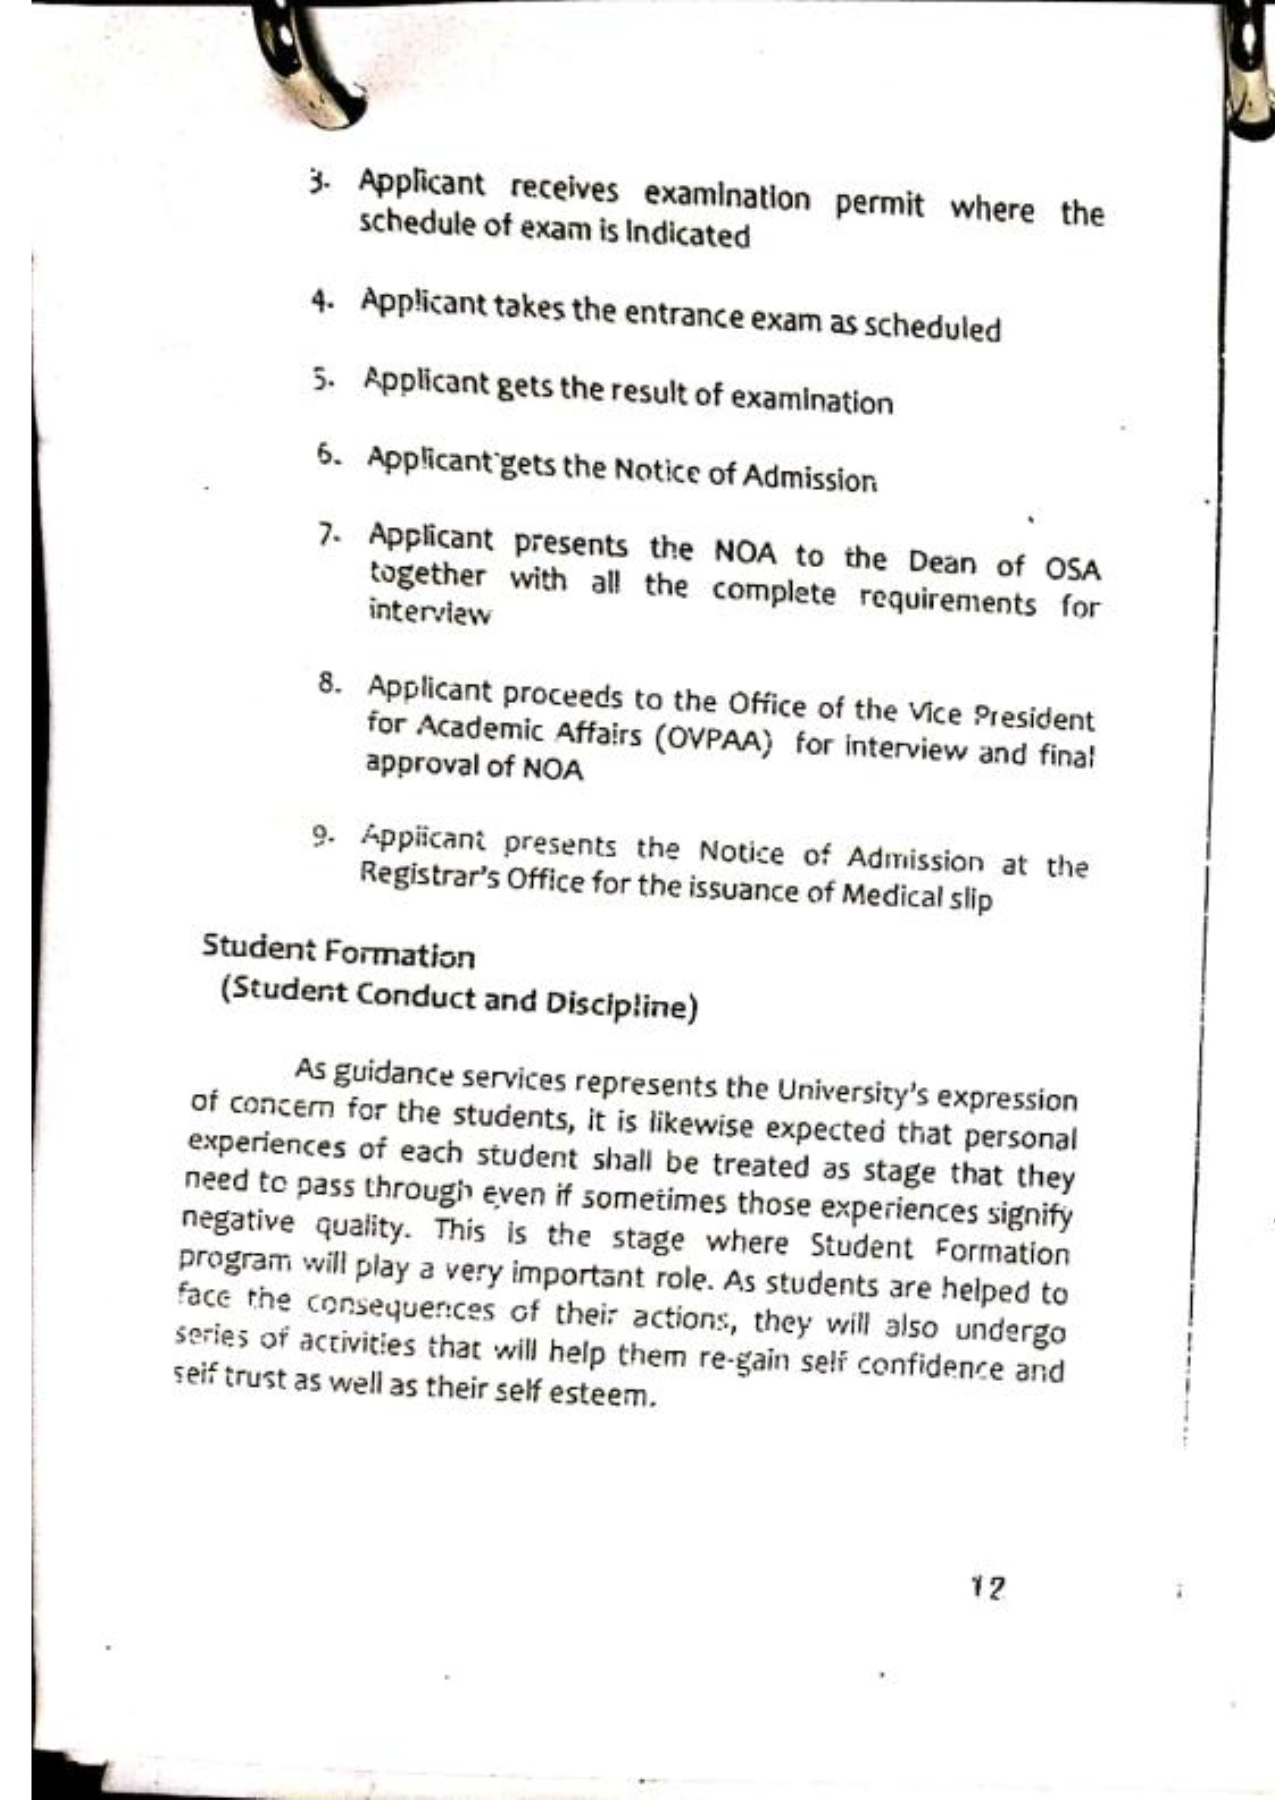 3. Applicant receives examination permit where the
schedule of exam is Indicated
4. Applicant takes the entrance exam as scheduled
5. Applicant gets the result of examination
6. Applicant gets the Notice of Admission
7. Applicant presents the NOA to the Dean of OSA
together with all the complete requirements for
interview
8. Applicant proceeds to the Office of the Vice President
for Academic Affairs (OVPAA) for interview and final
approval of NOA
9. Applicant presents the Notice of Admission at the
Registrar's Office for the issuance of Medical slip
Student Formation
(Student Conduct and Discipline)
As guidance services represents the University's expression
of concern for the students, it is likewise expected that personal
experiences of each student shall be treated as stage that they
need to pass through even if sometimes those experiences signify
negative quality. This is the stage where Student Formation
program will play a very important role. As students are helped to
face the consequences of their actions, they will also undergo
series of activities that will help them re-gain self confidence and
self trust as well as their self esteem.
12